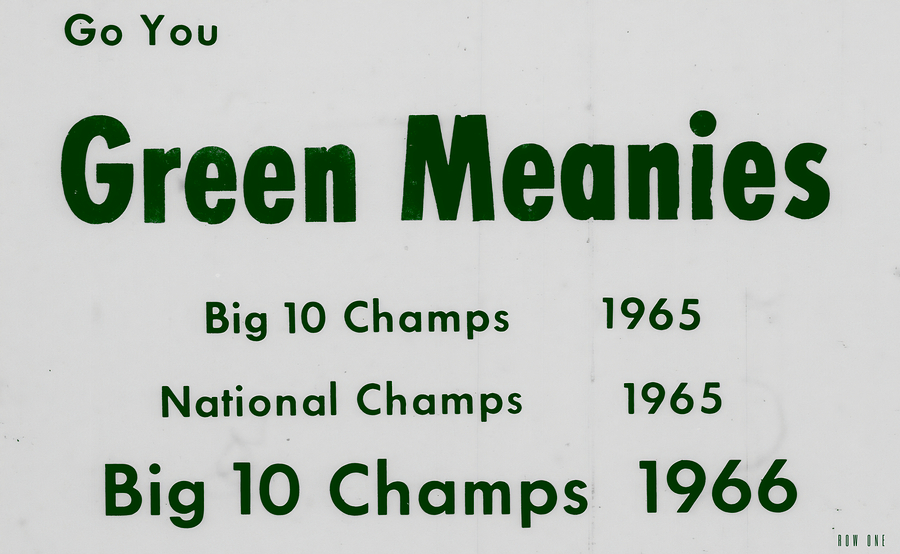 Go You
Green Meanies
Big 10 Champs 1965
National Champs 1965
Big 10 Champs 1966
ROW ONE